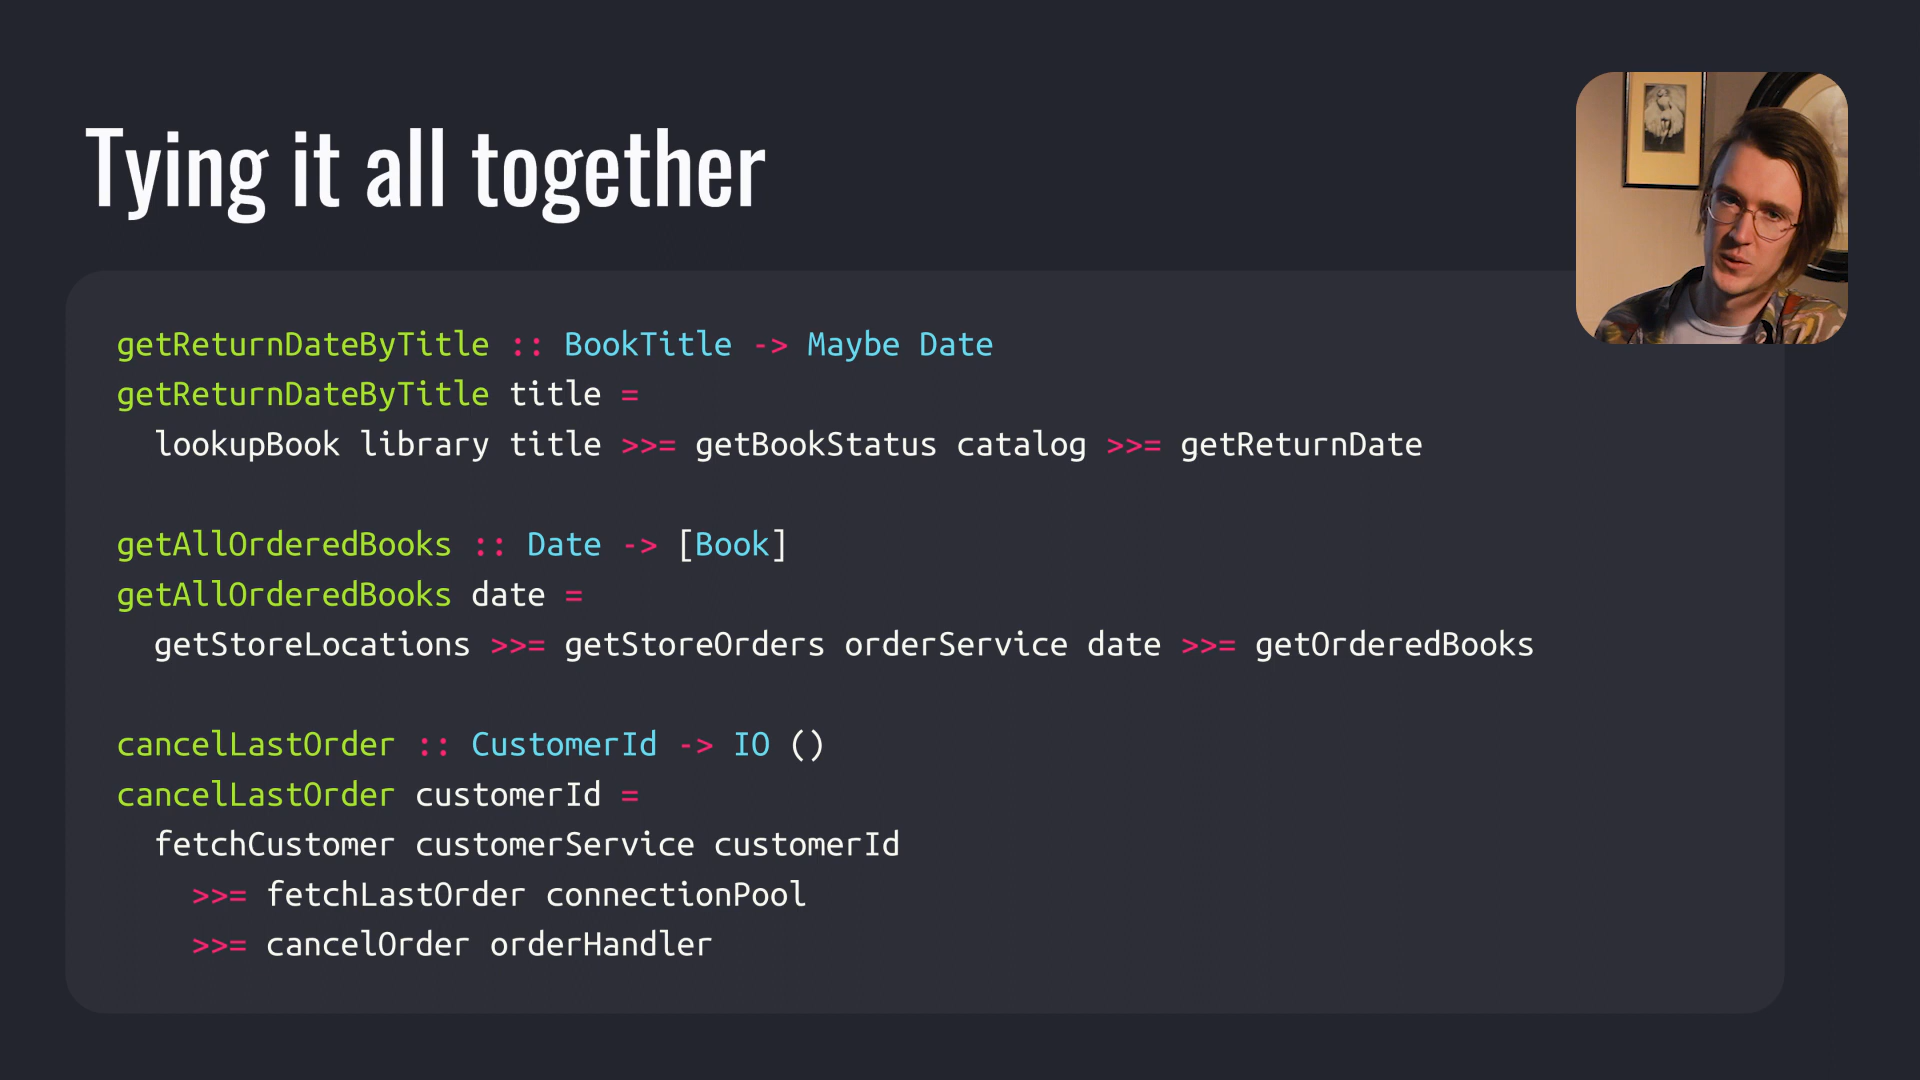 Tying it all together
getReturnDateByTitle :: BookTitle -> Maybe Date
getReturnDateByTitle title =
  lookupBook library title >>= getBookStatus catalog >>= getReturnDate
getAllOrderedBooks :: Date -> [Book]
getAllOrderedBooks date =
  getStoreLocations >>= getStoreOrders orderService date >>= getOrderedBooks
cancelLastOrder :: CustomerId -> IO ()
cancelLastOrder customerId =
  fetchCustomer customerService customerId
    >>= fetchLastOrder connectionPool
    >>= cancelOrder orderHandler